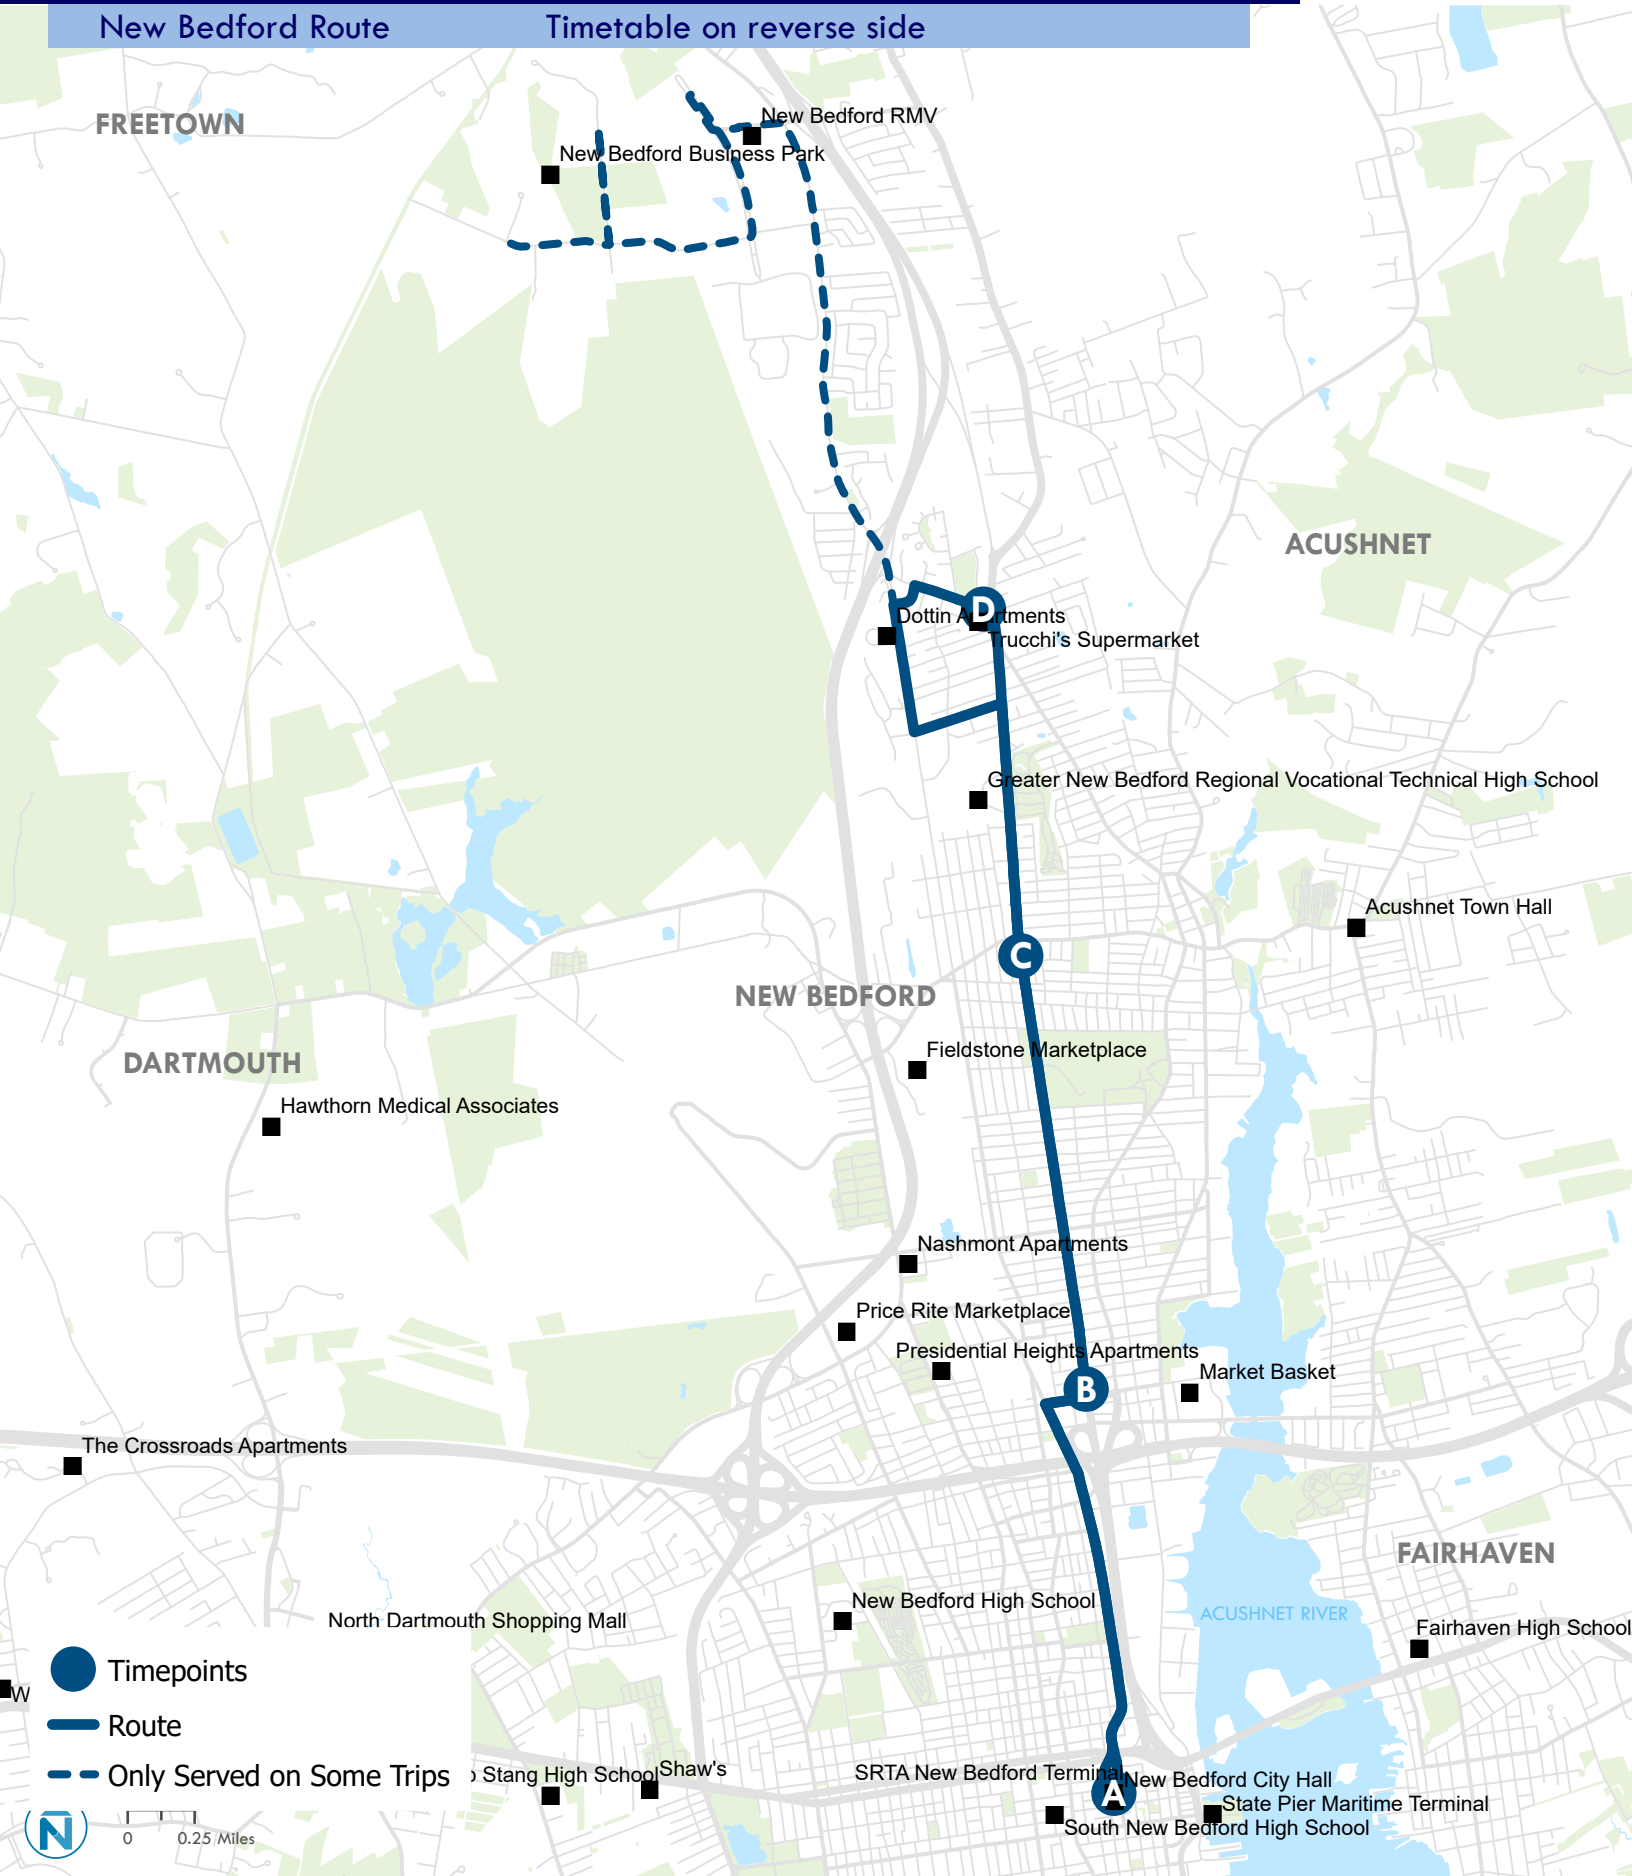 New Bedford Route
Timetable on reverse side
New Bedford RMV
FREETOWN
New Bedford Business Park
ACUSHNET
D
Dottin Apartments
Trucchi's Supermarket
Greater New Bedford Regional Vocational Technical High School
Acushnet Town Hall
C
NEW BEDFORD
Fieldstone Marketplace
DARTMOUTH
Hawthorn Medical Associates
Nashmont Apartments
Price Rite Marketplace
Presidential Heights Apartments
Market Basket
B
The Crossroads Apartments
FAIRHAVEN
New Bedford High School
ACUSHNET RIVER
North Dartmouth Shopping Mall
Fairhaven High School
Timepoints
W
Route
Only Served on Some Trips
Stang High School
Shaw's
SRTA New Bedford Terminal
New Bedford City Hall
A
State Pier Maritime Terminal
South New Bedford High School
N
0
0.25 Miles